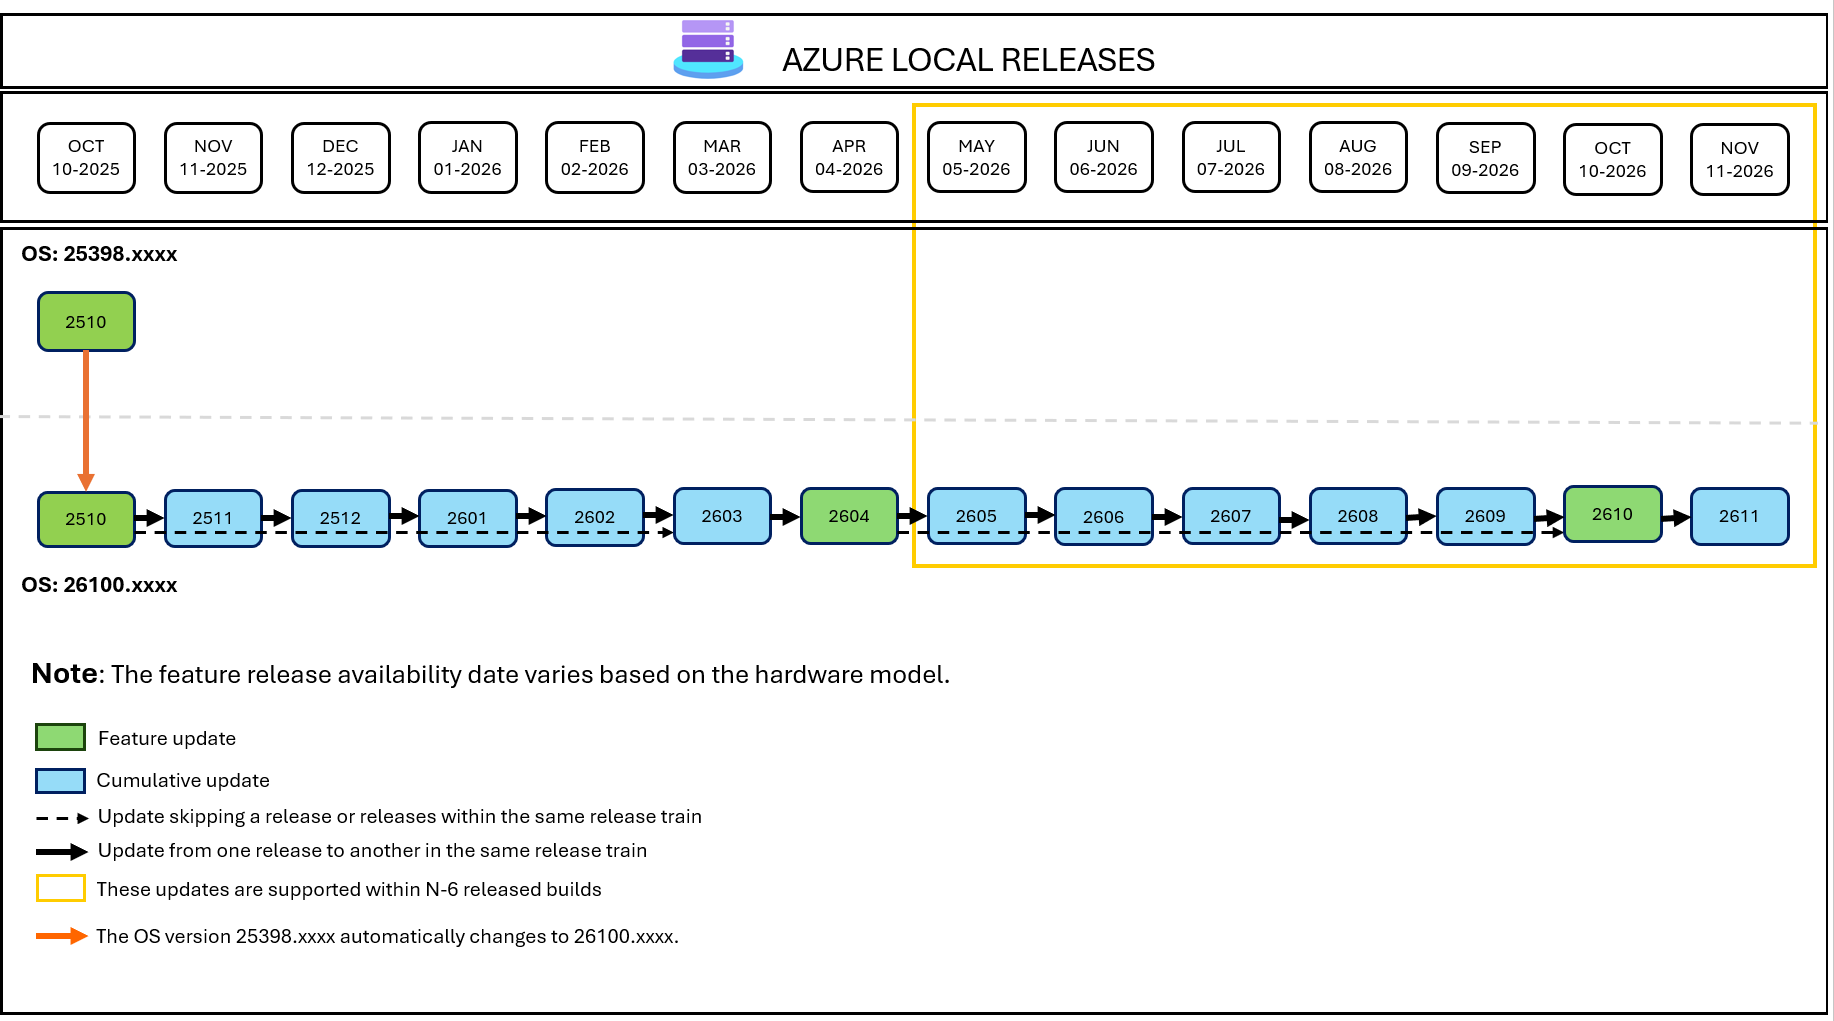 AZURE LOCAL RELEASES
OCT
10-2025
NOV
11-2025
DEC
12-2025
JAN
01-2026
FEB
02-2026
MAR
03-2026
APR
04-2026
MAY
05-2026
JUN
06-2026
JUL
07-2026
AUG
08-2026
SEP
09-2026
OCT
10-2026
NOV
11-2026
OS: 25398.xxxx
2510
2510
2511
2512
2601
2602
2603
2604
2605
2606
2607
2608
2609
2610
2611
OS: 26100.xxxx
Note: The feature release availability date varies based on the hardware model.
Feature update
Cumulative update
Update skipping a release or releases within the same release train
Update from one release to another in the same release train
These updates are supported within N-6 released builds
The OS version 25398.xxxx automatically changes to 26100.xxxx.